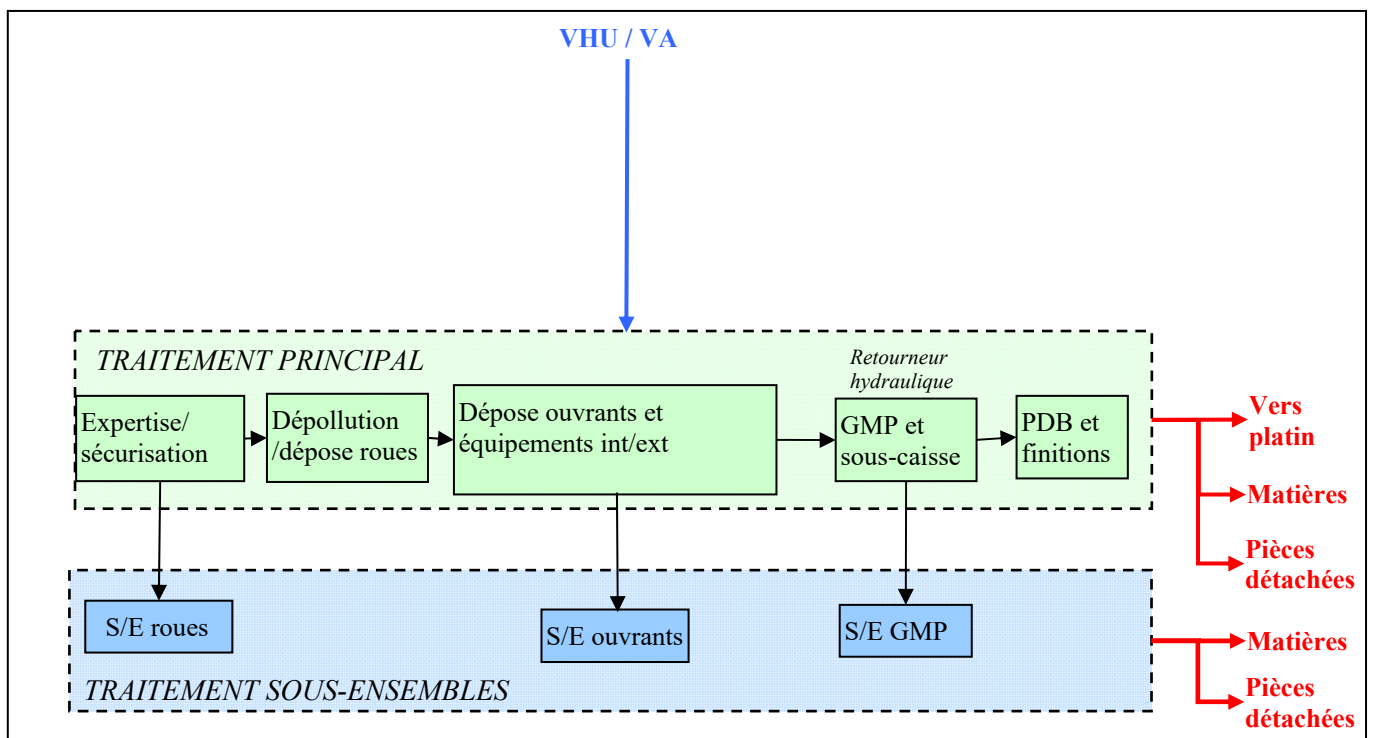 VHU / VA
TRAITEMENT PRINCIPAL
Retourneur
hydraulique
Expertise/
sécurisation
Dépollution
/dépose roues
Dépose ouvrants et
équipements int/ext
GMP et
sous-caisse
PDB et
finitions
Vers
platin
Matières
Pièces
détachées
S/E roues
S/E ouvrants
S/E GMP
TRAITEMENT SOUS-ENSEMBLES
Matières
Pièces
détachées